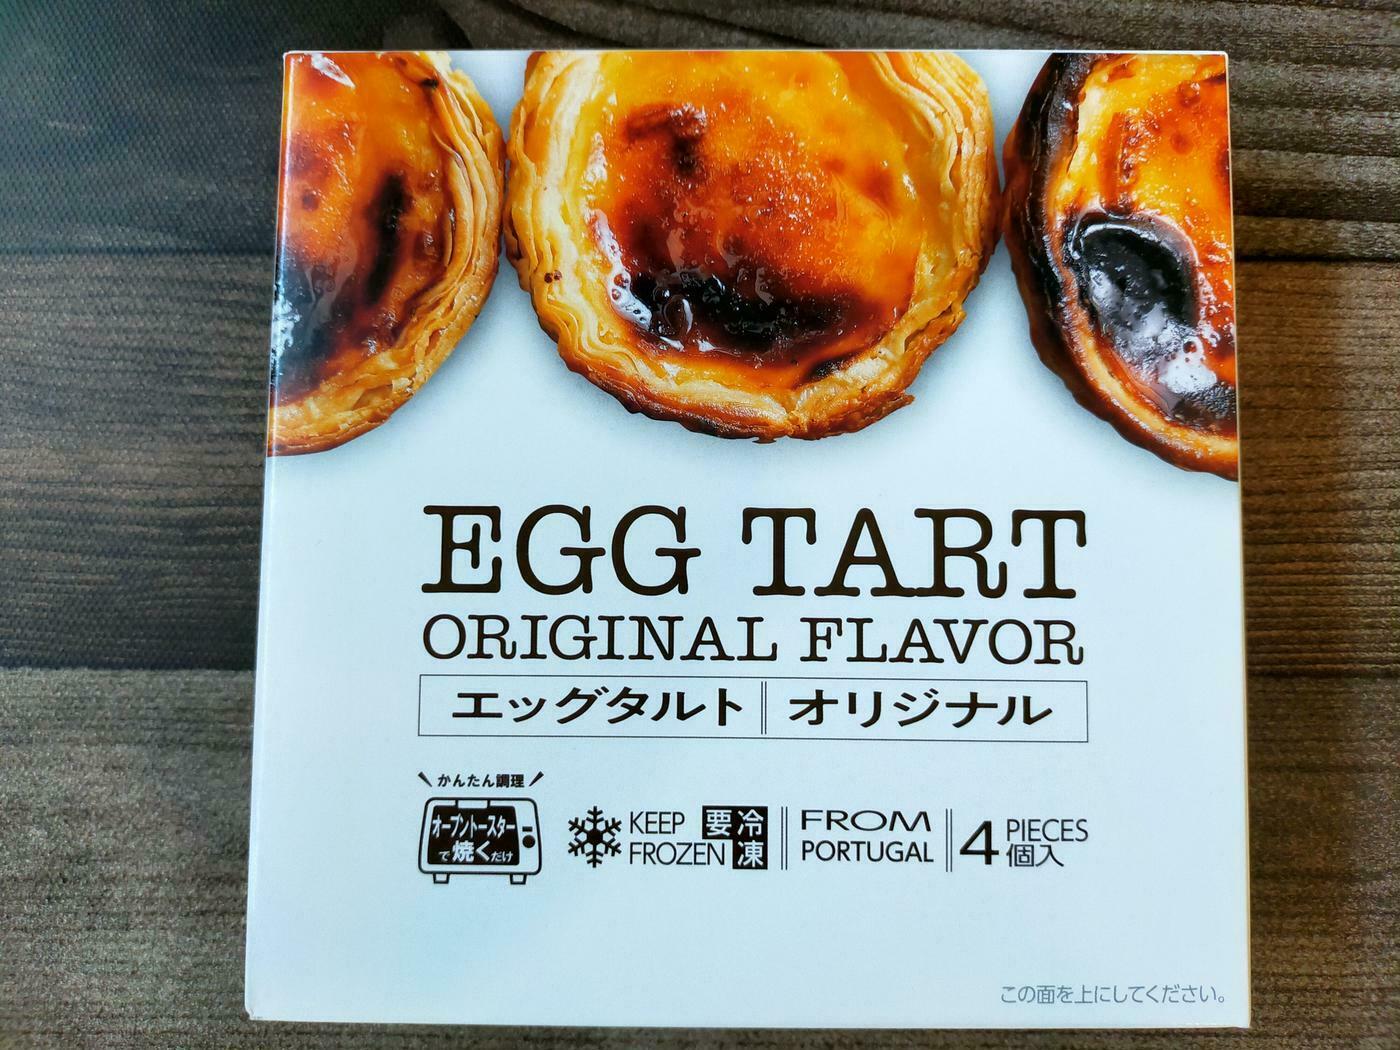 EGG TART
ORIGINAL FLAVOR
エッグタルト オリジナル
かんたん調理
オーブントースター
で焼くだけ
KEEP
FROZEN
要冷
凍
FROM
PORTUGAL
4 PIECES
個入
この面を上にしてください。